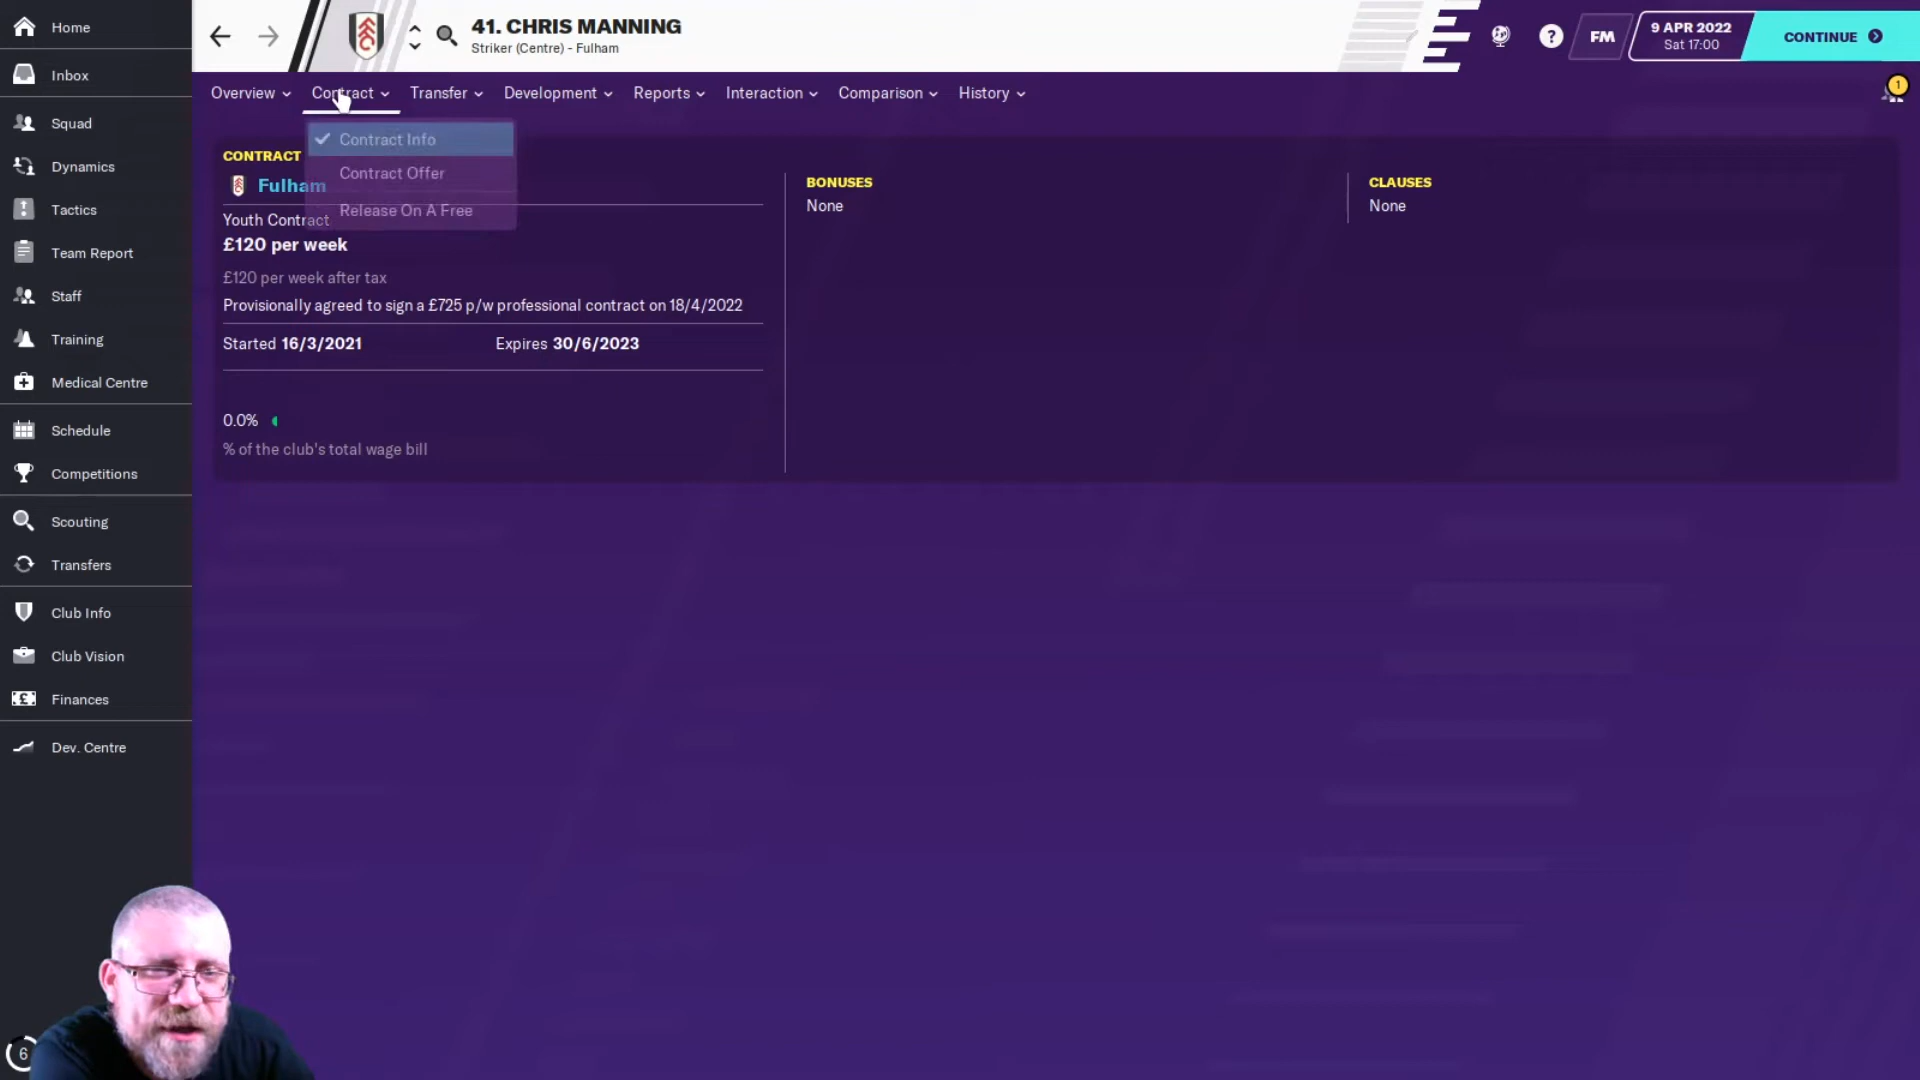 Home
Inbox
Squad
Dynamics
Tactics
Team Report
Staff
Training
Medical Centre
Schedule
Competitions
Scouting
Transfers
Club Info
Club Vision
Finances
Dev. Centre
6
41. CHRIS MANNING
Striker (Centre) - Fulham
?
FM
9 APR 2022
Sat 17:00
CONTINUE
Overview
Contract
Transfer
Development
Reports
Interaction
Comparison
History
1
Contract Info
Contract Offer
Release On A Free
CONTRACT
Fulham
Youth Contract
£120 per week
£120 per week after tax
Provisionally agreed to sign a £725 p/w professional contract on 18/4/2022
Started 16/3/2021 Expires 30/6/2023
0.0%
% of the club's total wage bill
BONUSES
None
CLAUSES
None